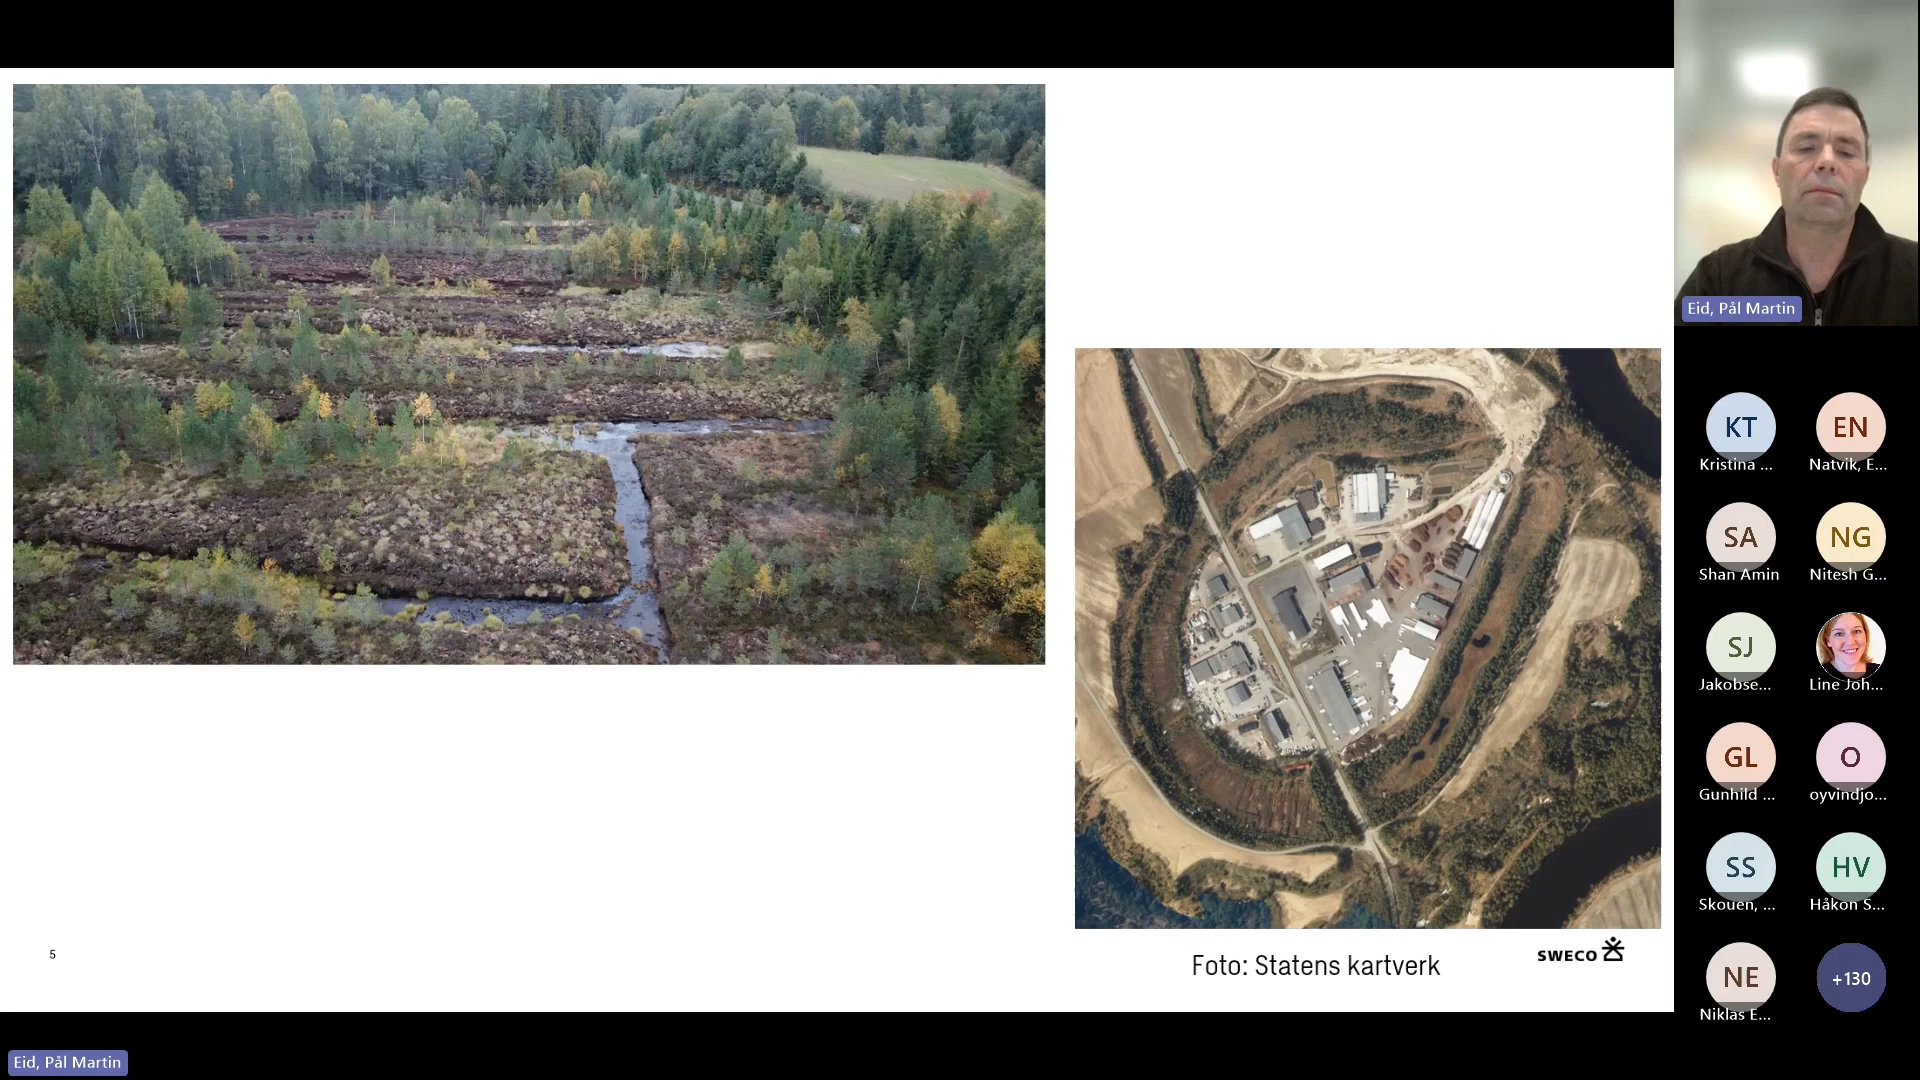 5
Foto: Statens kartverk
SWECO
Eid, Pål Martin
KT
Kristina ...
EN
Natvik, E...
SA
Shan Amin
NG
Nitesh G...
SJ
Jakobse...
Line Joh...
GL
Gunhild ...
O
oyvindjo...
SS
Skouen, ...
HV
Håkon S...
NE
Niklas E...
+130
Eid, Pål Martin